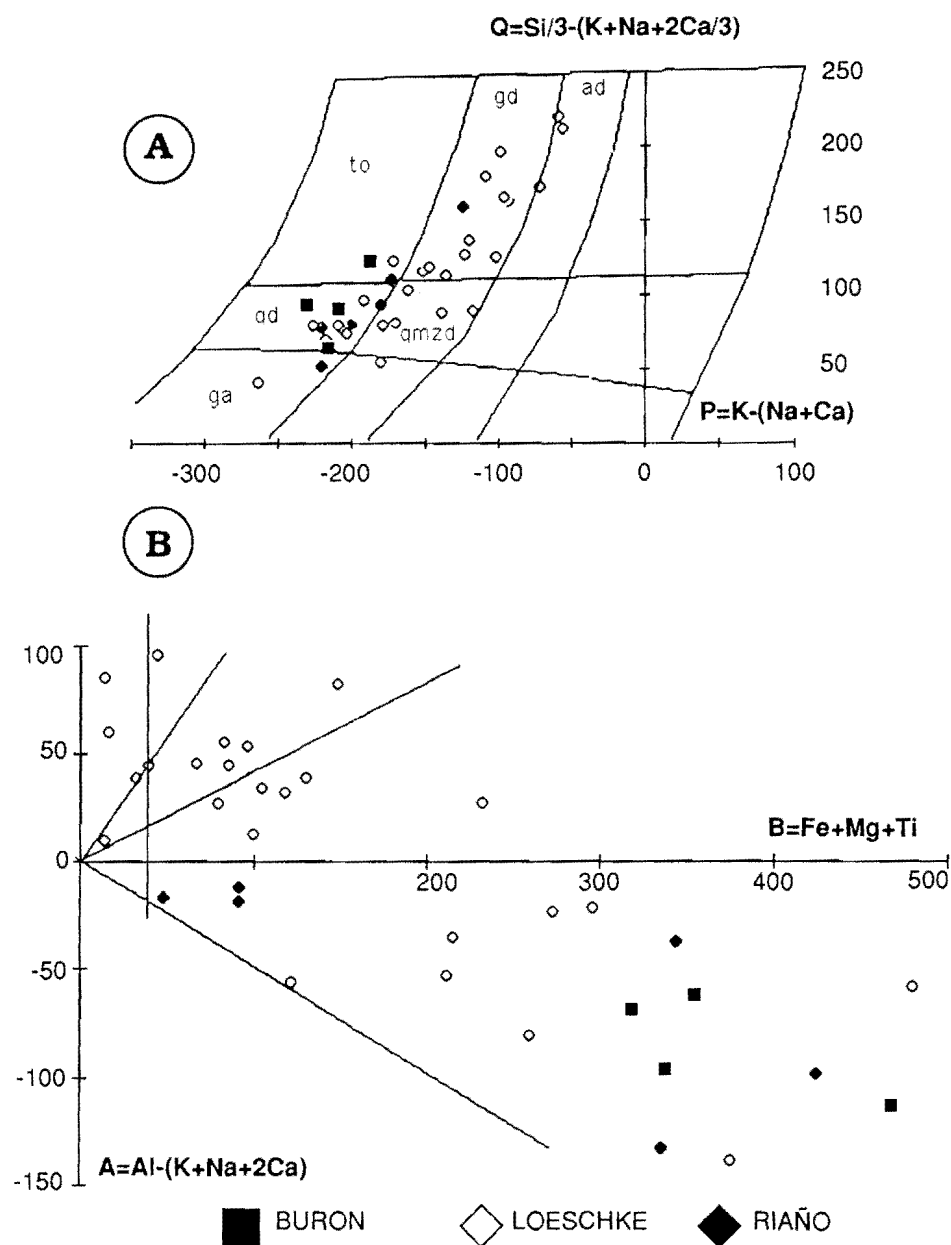 Q=Si/3-(K+Na+2Ca/3)
A
to
gd
ad
250
200
150
100
50
qd
qmzd
ga
P=K-(Na+Ca)
-300 -200 -100 0 100
B
100
50
0
-50
-100
-150
B=Fe+Mg+Ti
200 300 400 500
A=Al-(K+Na+2Ca)
BURON LOESCHKE RIAÑO